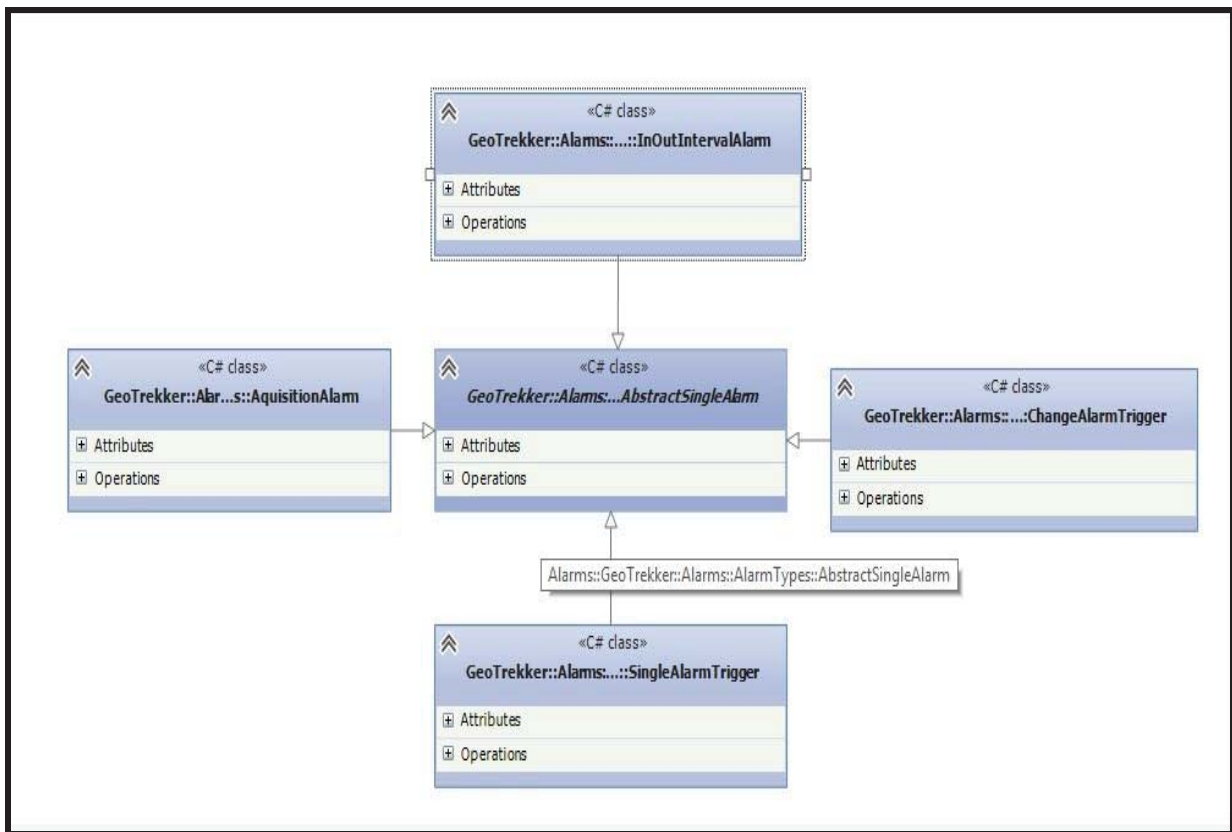 «C# class»
GeoTrekker::Alarms::...::InOutIntervalAlarm
Attributes
Operations
«C# class»
GeoTrekker::Alar...s::AquisitionAlarm
Attributes
Operations
«C# class»
GeoTrekker::Alarms:...AbstractSingleAlarm
Attributes
Operations
«C# class»
GeoTrekker::Alarms::...:ChangeAlarmTrigger
Attributes
Operations
Alarms::GeoTrekker::Alarms::AlarmTypes::AbstractSingleAlarm
«C# class»
GeoTrekker::Alarms:...::SingleAlarmTrigger
Attributes
Operations